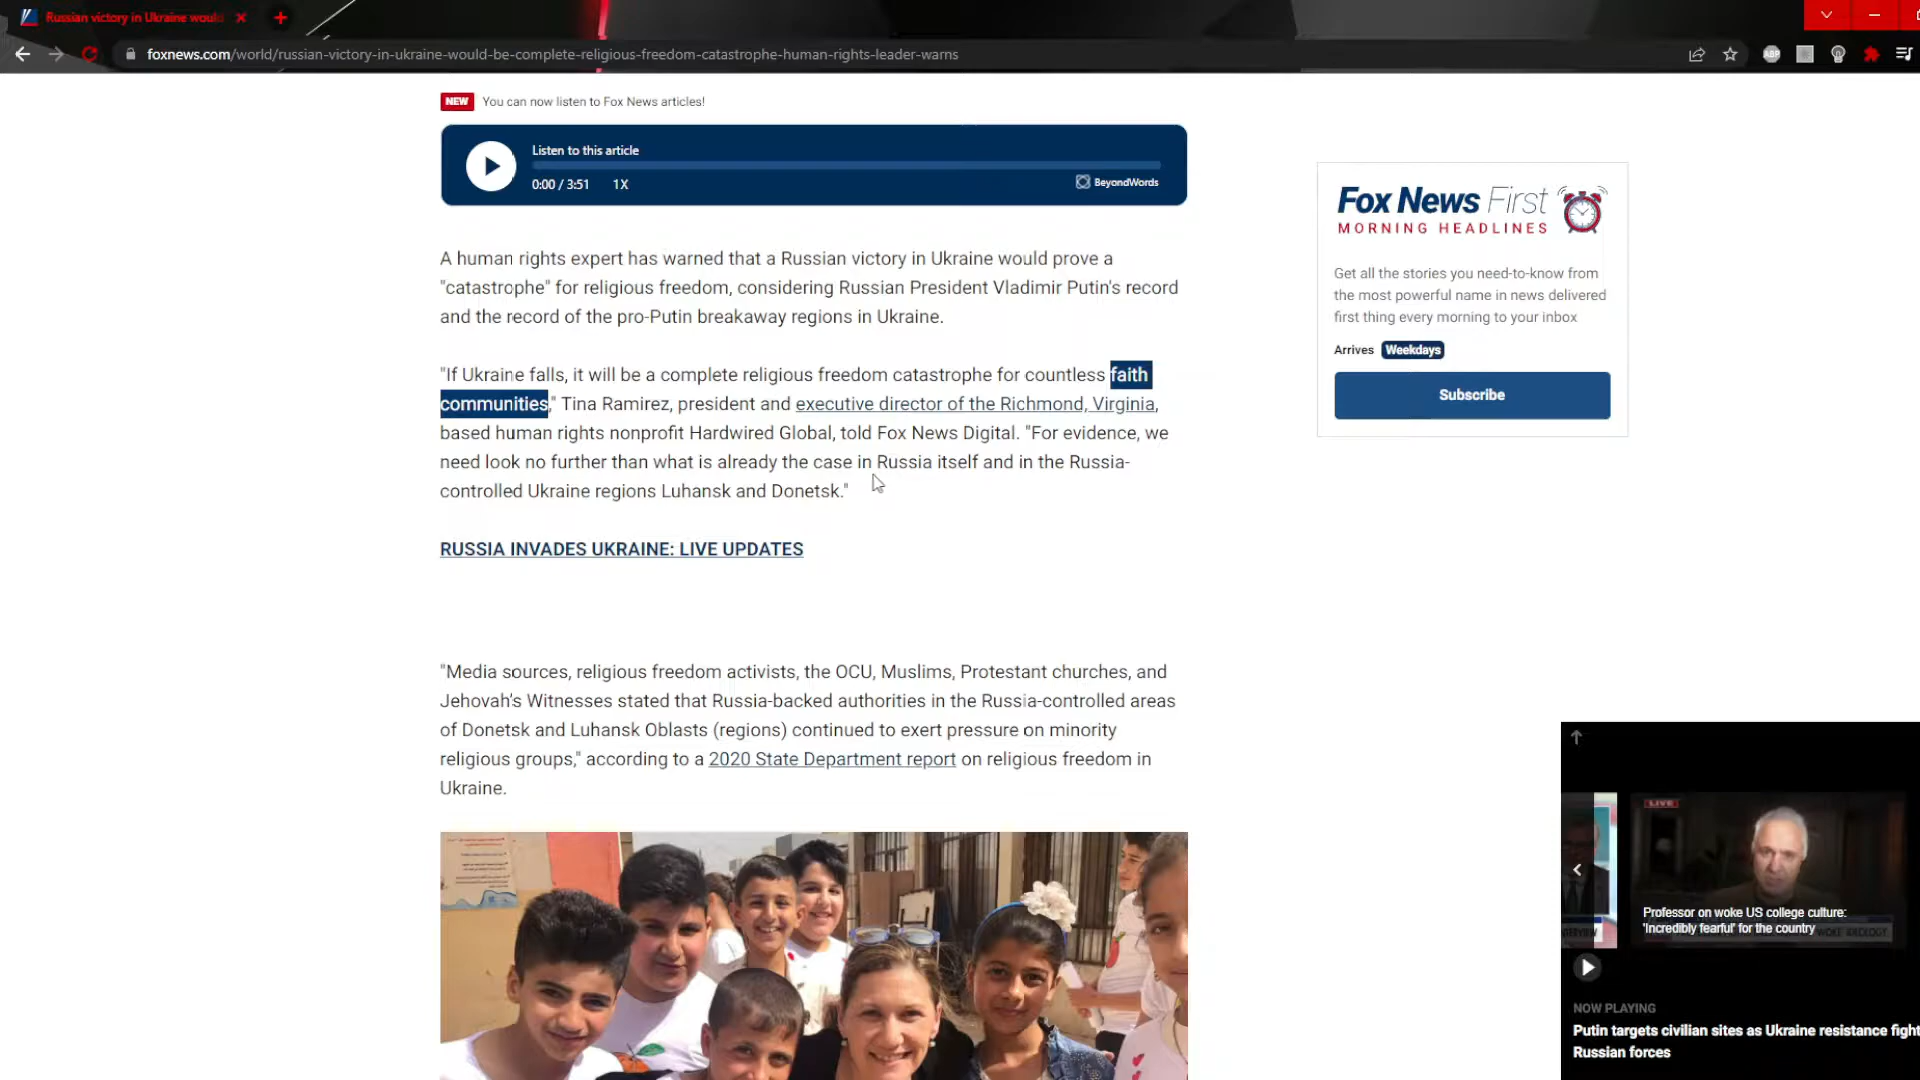 Russian victory in Ukraine would
foxnews.com/world/russian-victory-in-ukraine-would-be-complete-religious-freedom-catastrophe-human-rights-leader-warns
ABP
NEW You can now listen to Fox News articles!
Listen to this article
0:00 / 3:51 1X
BeyondWords
A human rights expert has warned that a Russian victory in Ukraine would prove a
"catastrophe" for religious freedom, considering Russian President Vladimir Putin's record
and the record of the pro-Putin breakaway regions in Ukraine.
"If Ukraine falls, it will be a complete religious freedom catastrophe for countless faith
communities," Tina Ramirez, president and executive director of the Richmond, Virginia,
based human rights nonprofit Hardwired Global, told Fox News Digital. "For evidence, we
need look no further than what is already the case in Russia itself and in the Russia-
controlled Ukraine regions Luhansk and Donetsk."
RUSSIA INVADES UKRAINE: LIVE UPDATES
"Media sources, religious freedom activists, the OCU, Muslims, Protestant churches, and
Jehovah's Witnesses stated that Russia-backed authorities in the Russia-controlled areas
of Donetsk and Luhansk Oblasts (regions) continued to exert pressure on minority
religious groups," according to a 2020 State Department report on religious freedom in
Ukraine.
Fox News First
MORNING HEADLINES
Get all the stories you need-to-know from
the most powerful name in news delivered
first thing every morning to your inbox
Arrives Weekdays
Subscribe
LIVE
Professor on woke US college culture:
'Incredibly fearful' for the country
NOW PLAYING
Putin targets civilian sites as Ukraine resistance fight
Russian forces